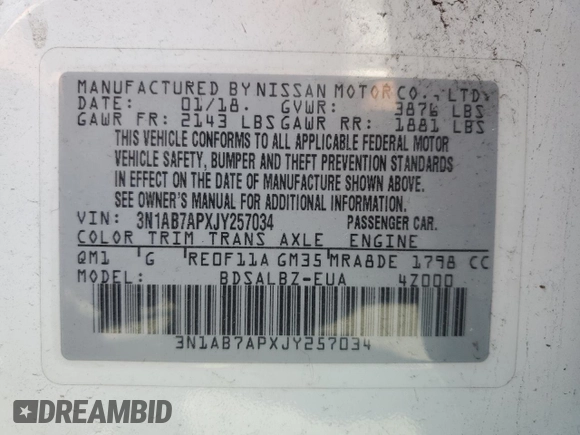 MANUFACTURED BY NISSAN MOTOR CO., LTD.
DATE: 01/18. GVWR: 3876 LBS
GAWR FR: 2143 LBS GAWR RR: 1881 LBS
THIS VEHICLE CONFORMS TO ALL APPLICABLE FEDERAL MOTOR
VEHICLE SAFETY, BUMPER AND THEFT PREVENTION STANDARDS
IN EFFECT ON THE DATE OF MANUFACTURE SHOWN ABOVE.
SEE OWNER'S MANUAL FOR ADDITIONAL INFORMATION.
VIN: 3N1AB7APXJY257034 PASSENGER CAR.
COLOR TRIM TRANS AXLE ENGINE
QM1 G RE0F11A GM35 MRA8DE 1798 CC
MODEL: BDSALBZ-EUA 4Z000
3N1AB7APXJY257034
DREAMBID